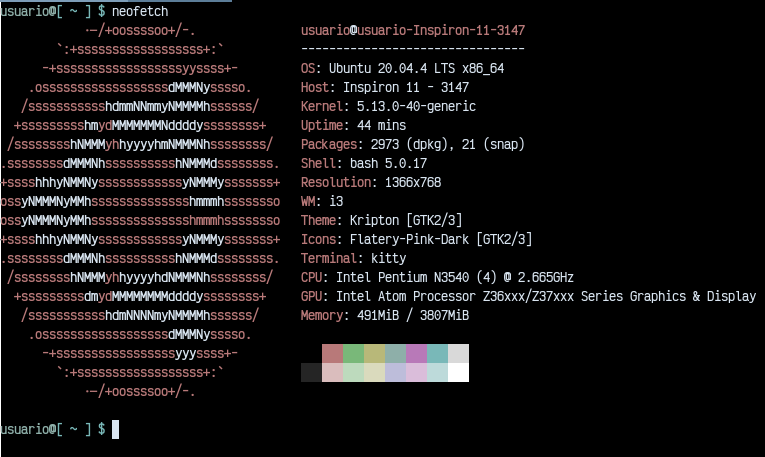 usuario@[ ~ ] $ neofetch
            .-/+oossssoo+/-.               usuario@usuario-Inspiron-11-3147
        `:+ssssssssssssssssss+:`           --------------------------------
      -+ssssssssssssssssssyyssss+-         OS: Ubuntu 20.04.4 LTS x86_64
    .ossssssssssssssssssdMMMNysssso.       Host: Inspiron 11 - 3147
   /ssssssssssshdmmNNmmyNMMMMhssssss/      Kernel: 5.13.0-40-generic
  +ssssssssshmydMMMMMMMNddddyssssssss+     Uptime: 44 mins
 /sssssssshNMMMyhhyyyyhmNMMMNhssssssss/    Packages: 2973 (dpkg), 21 (snap)
.ssssssssdMMMNhsssssssssshNMMMdssssssss.   Shell: bash 5.0.17
+sssshhhyNMMNyssssssssssssyNMMMysssssss+   Resolution: 1366x768
ossyNMMMNyMMhsssssssssssssshmmmhssssssso   WM: i3
ossyNMMMNyMMhsssssssssssssshmmmhssssssso   Theme: Kripton [GTK2/3]
+sssshhhyNMMNyssssssssssssyNMMMysssssss+   Icons: Flatery-Pink-Dark [GTK2/3]
.ssssssssdMMMNhsssssssssshNMMMdssssssss.   Terminal: kitty
 /sssssssshNMMMyhhyyyyhdNMMMNhssssssss/    CPU: Intel Pentium N3540 (4) @ 2.665GHz
  +sssssssssdmydMMMMMMMMddddyssssssss+     GPU: Intel Atom Processor Z36xxx/Z37xxx Series Graphics & Display
   /ssssssssssshdmNNNNmyNMMMMhssssss/      Memory: 491MiB / 3807MiB
    .ossssssssssssssssssdMMMNysssso.
      -+sssssssssssssssssyyyssss+-
        `:+ssssssssssssssssss+:`
            .-/+oossssoo+/-.
usuario@[ ~ ] $